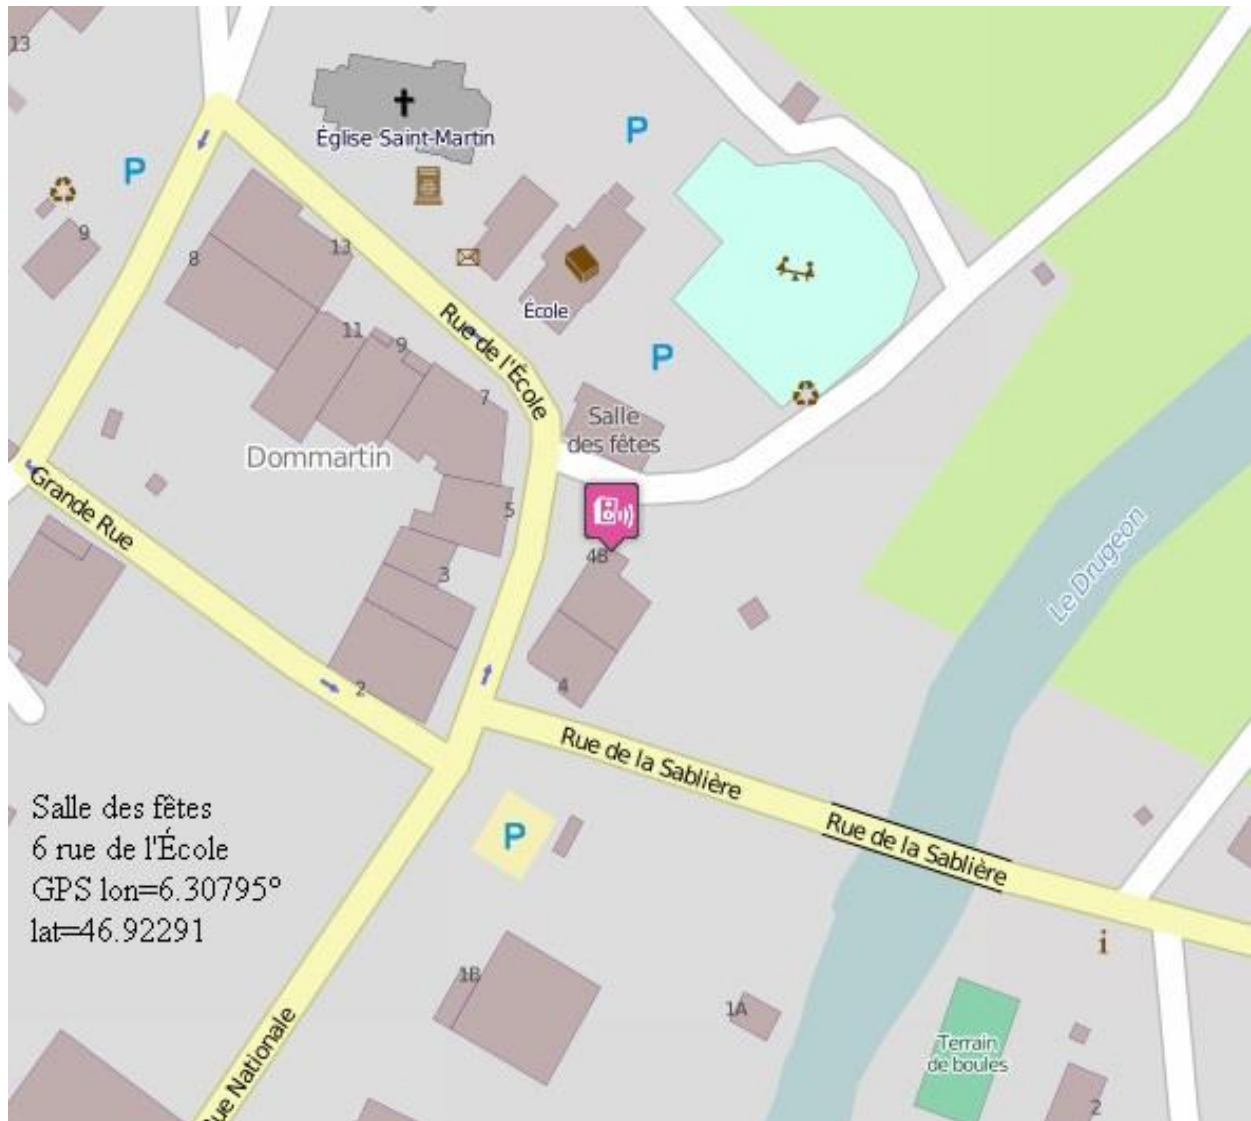 13
Église Saint-Martin
P
P
9
8
13
École
Rue de l'École
11
9
7
P
Salle
des fêtes
Dommartin
Grande Rue
5
4B
3
Le Drugeon
4
2
Rue de la Sablière
Rue de la Sablière
Salle des fêtes
6 rue de l'École
GPS lon=6.30795°
lat=46.92291
P
i
1B
1A
Rue Nationale
Terrain
de boules
2